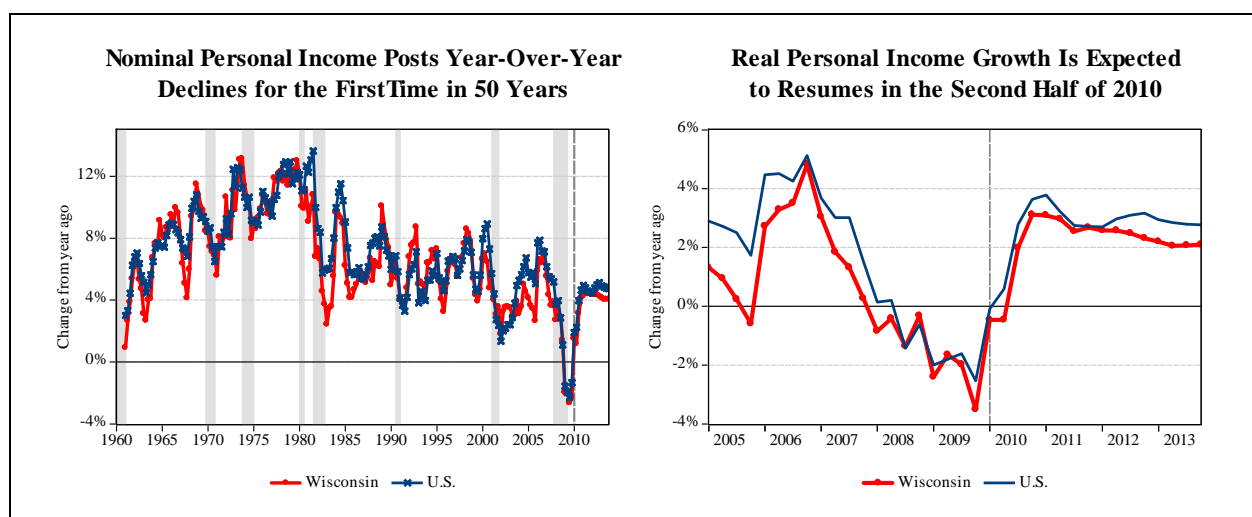 Nominal Personal Income Posts Year-Over-Year
Declines for the First Time in 50 Years
Change from year ago
12%
8%
4%
0%
-4%
1960 1965 1970 1975 1980 1985 1990 1995 2000 2005 2010
Wisconsin U.S.
Real Personal Income Growth Is Expected
to Resumes in the Second Half of 2010
Change from year ago
6%
4%
2%
0%
-2%
-4%
2005 2006 2007 2008 2009 2010 2011 2012 2013
Wisconsin U.S.